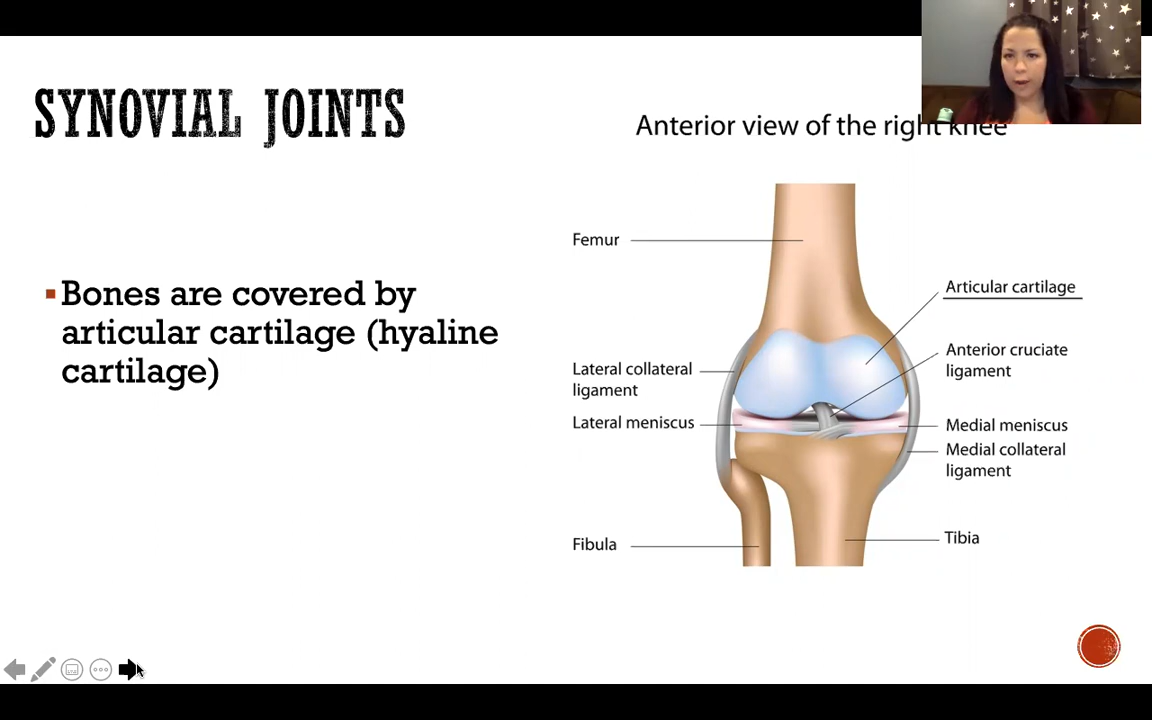 SYNOVIAL JOINTS
Anterior view of the right knee
▪Bones are covered by
articular cartilage (hyaline
cartilage)
Femur
Articular cartilage
Anterior cruciate
ligament
Lateral collateral
ligament
Lateral meniscus
Medial meniscus
Medial collateral
ligament
Fibula
Tibia